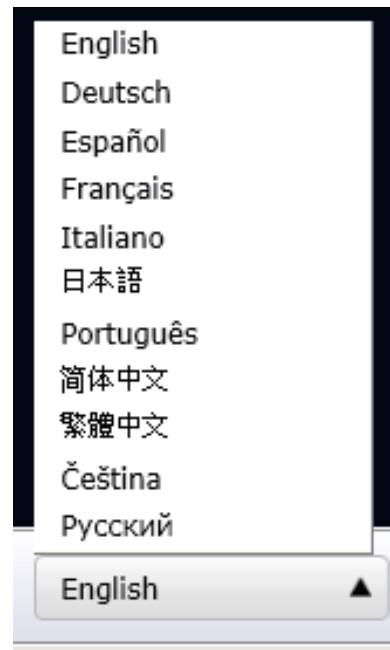 English
Deutsch
Español
Français
Italiano
日本語
Português
简体中文
繁體中文
Čeština
Русский
English